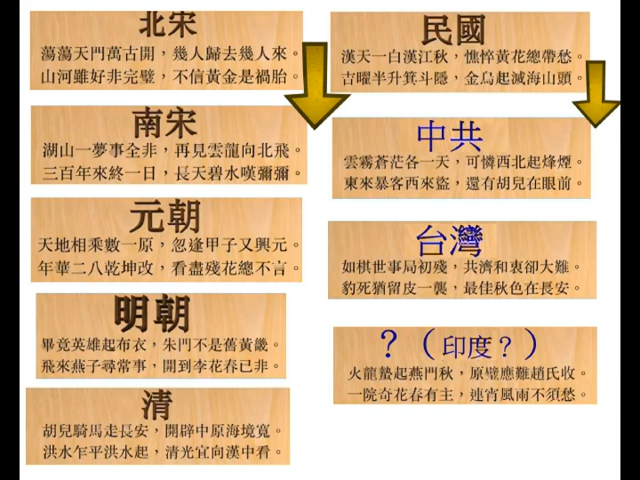 北宋
蕩蕩天門萬古開，幾人歸去幾人來。
山河雖好非完璧，不信黃金是禍胎。
南宋
湖山一夢事全非，再見雲龍向北飛。
三百年來終一日，長天碧水嘆彌彌。
元朝
天地相乘數一原，忽逢甲子又興元。
年華二八乾坤改，看盡殘花總不言。
明朝
畢竟英雄起布衣，朱門不是舊黃畿。
飛來燕子尋常事，開到李花春已非。
清
胡兒騎馬走長安，開辟中原海境寬。
洪水乍平洪水起，清光宜向漢中看。
民國
漢天一白漢江秋，憔悴黃花總帶愁。
吉曜半升箕斗隱，金烏起滅海山頭。
中共
雲霧蒼茫各一天，可憐西北起烽煙。
東來暴客西來盜，還有胡兒在眼前。
台灣
如棋世事局初殘，共濟和衷卻大難。
豹死猶留皮一襲，最佳秋色在長安。
？（印度？）
火龍蟄起燕門秋，原璧應難趙氏收。
一院奇花春有主，連宵風雨不須愁。